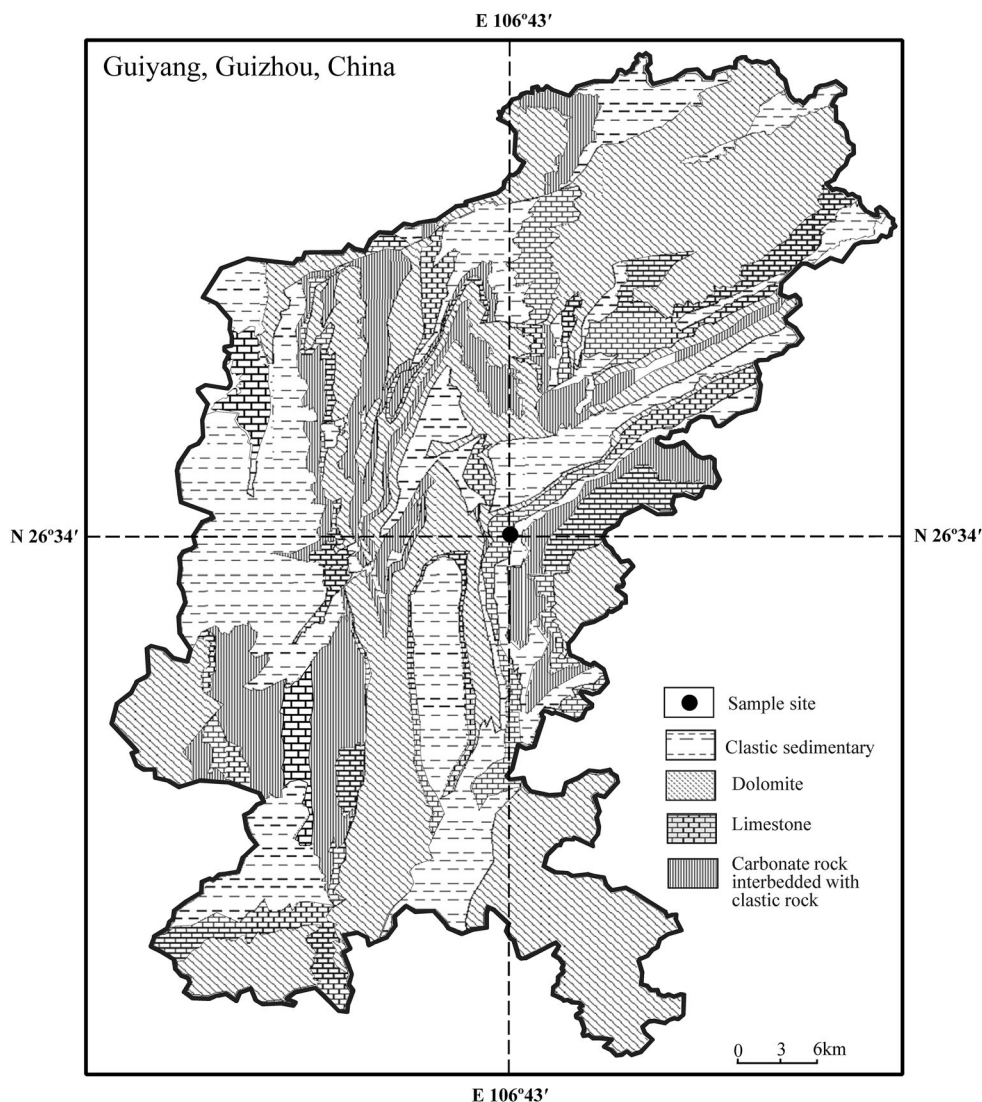 E 106°43′
Guiyang, Guizhou, China
N 26°34′
N 26°34′
Sample site
Clastic sedimentary
Dolomite
Limestone
Carbonate rock
interbedded with
clastic rock
0 3 6km
E 106°43′